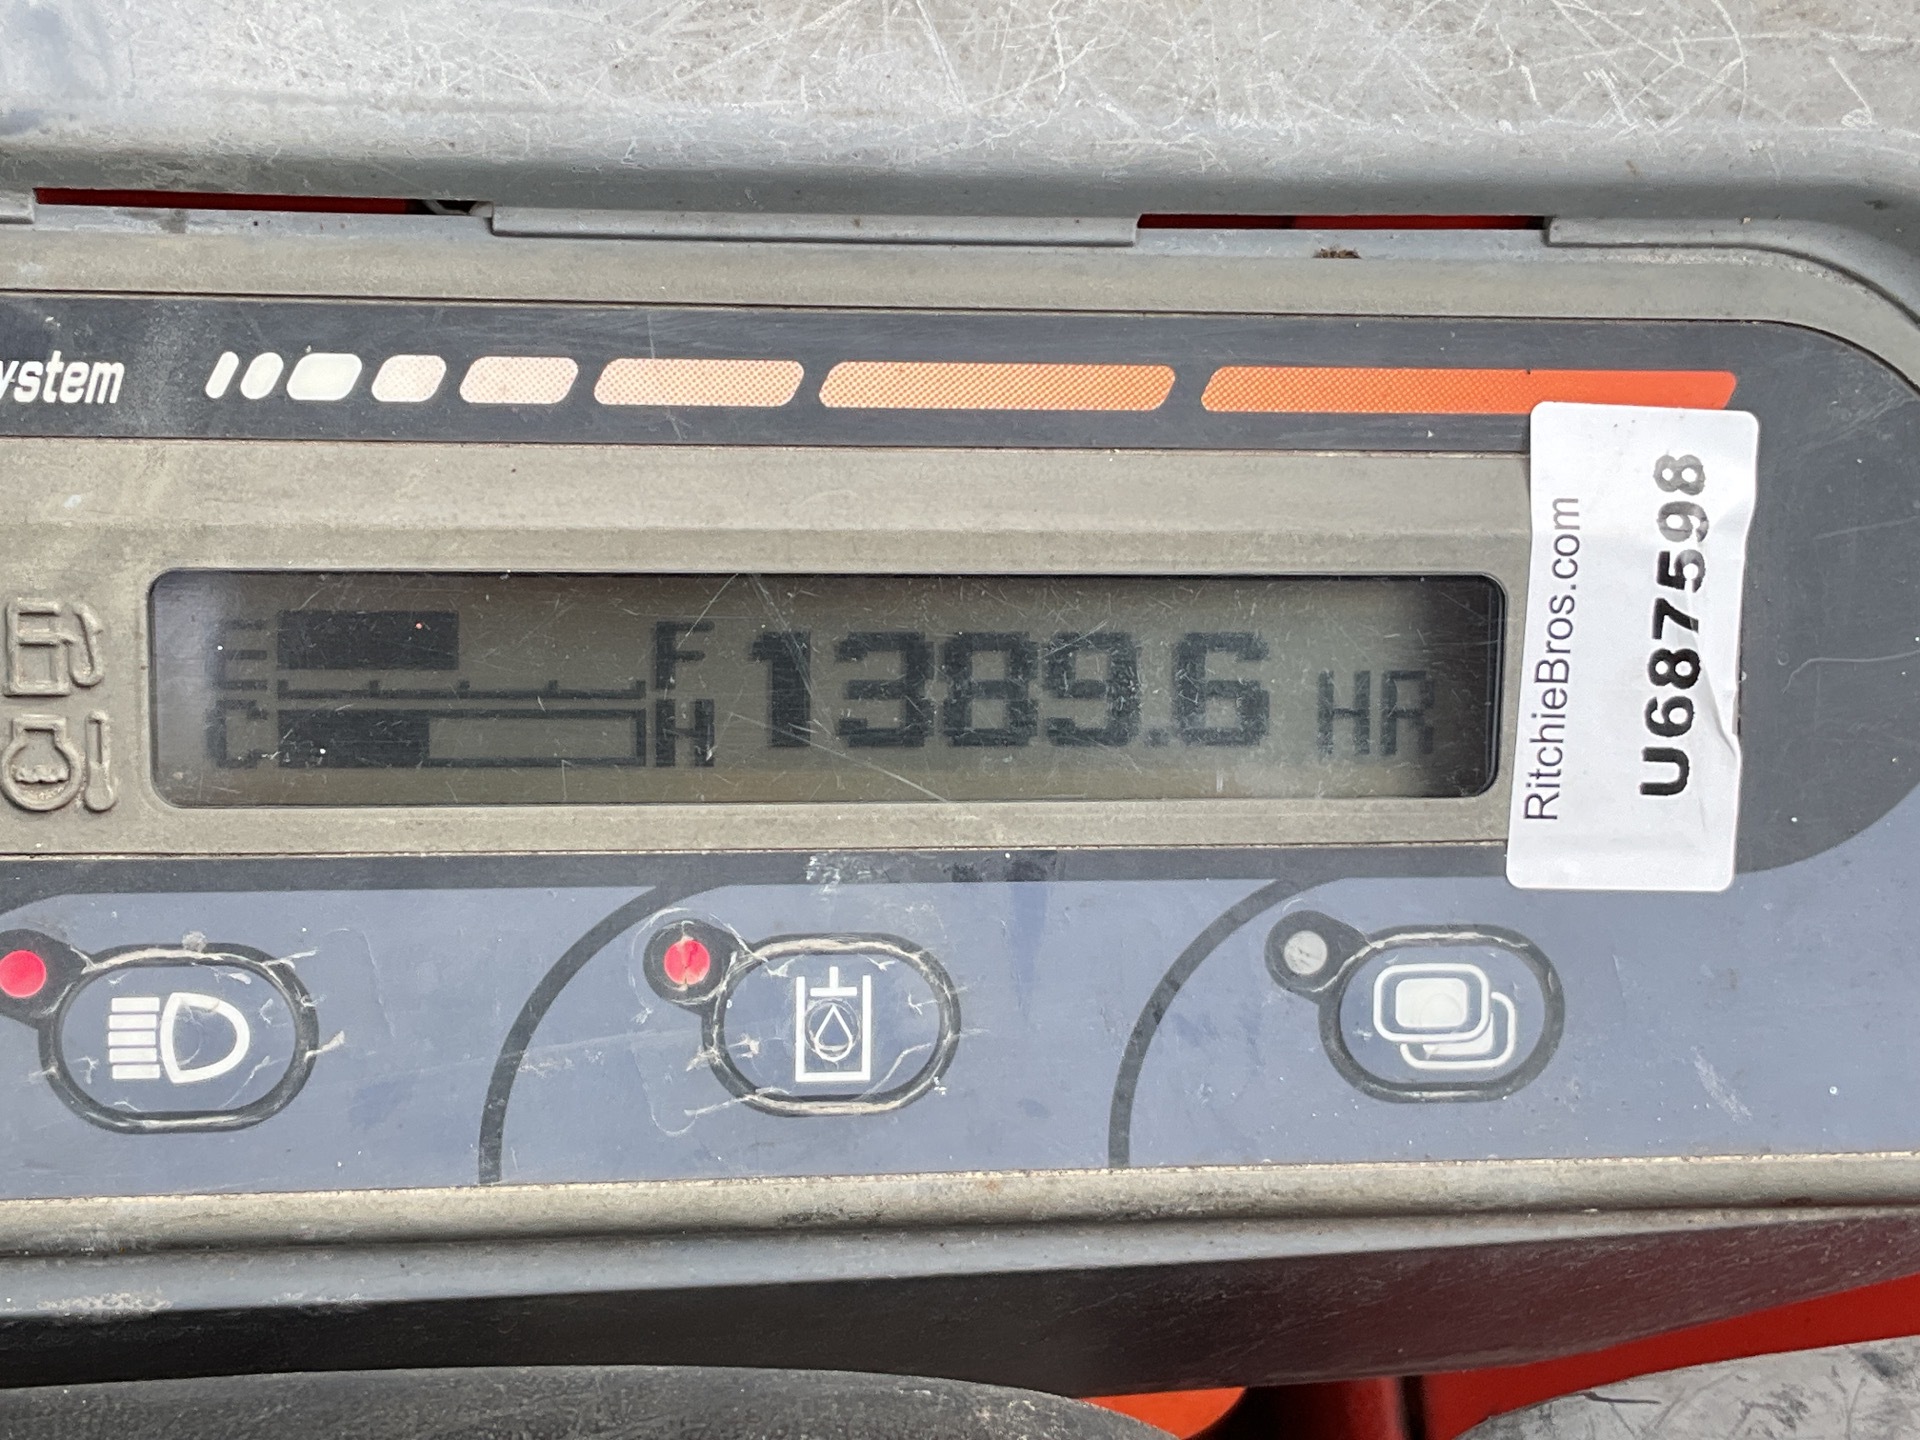 ystem
E F 1389.6 HR
C H
RitchieBros.com
U687598